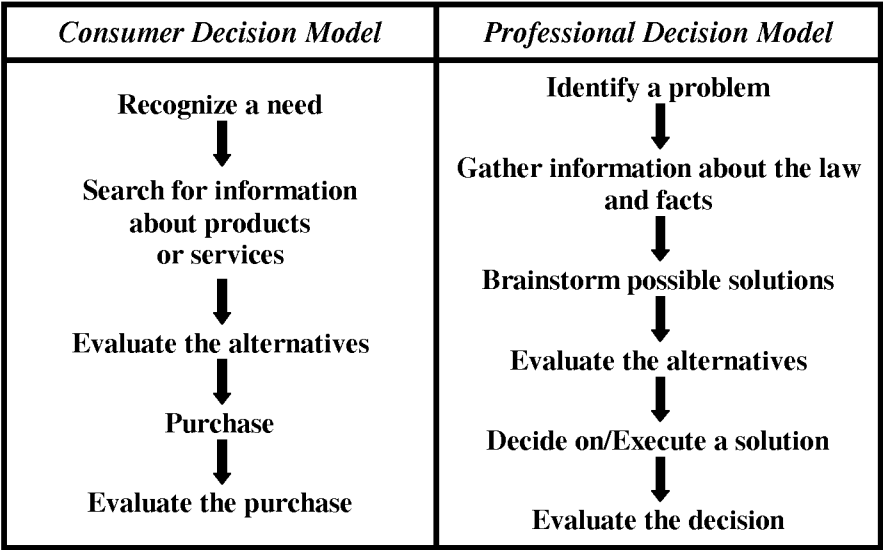 Consumer Decision Model
Recognize a need
Search for information
about products
or services
Evaluate the alternatives
Purchase
Evaluate the purchase
Professional Decision Model
Identify a problem
Gather information about the law
and facts
Brainstorm possible solutions
Evaluate the alternatives
Decide on/Execute a solution
Evaluate the decision